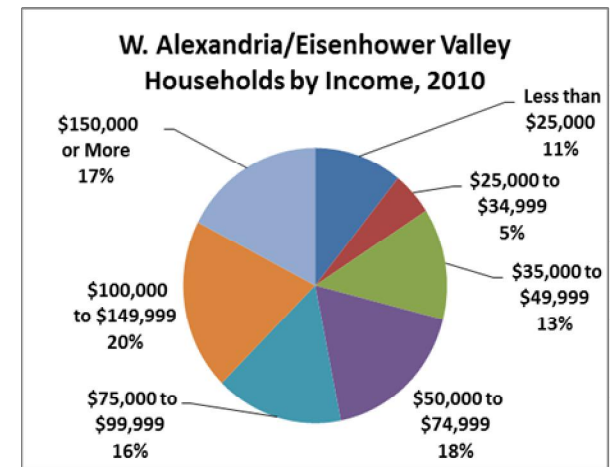 W. Alexandria/Eisenhower Valley
Households by Income, 2010
Less than
$25,000
11%
$25,000 to
$34,999
5%
$35,000 to
$49,999
13%
$50,000 to
$74,999
18%
$75,000 to
$99,999
16%
$100,000
to $149,999
20%
$150,000
or More
17%